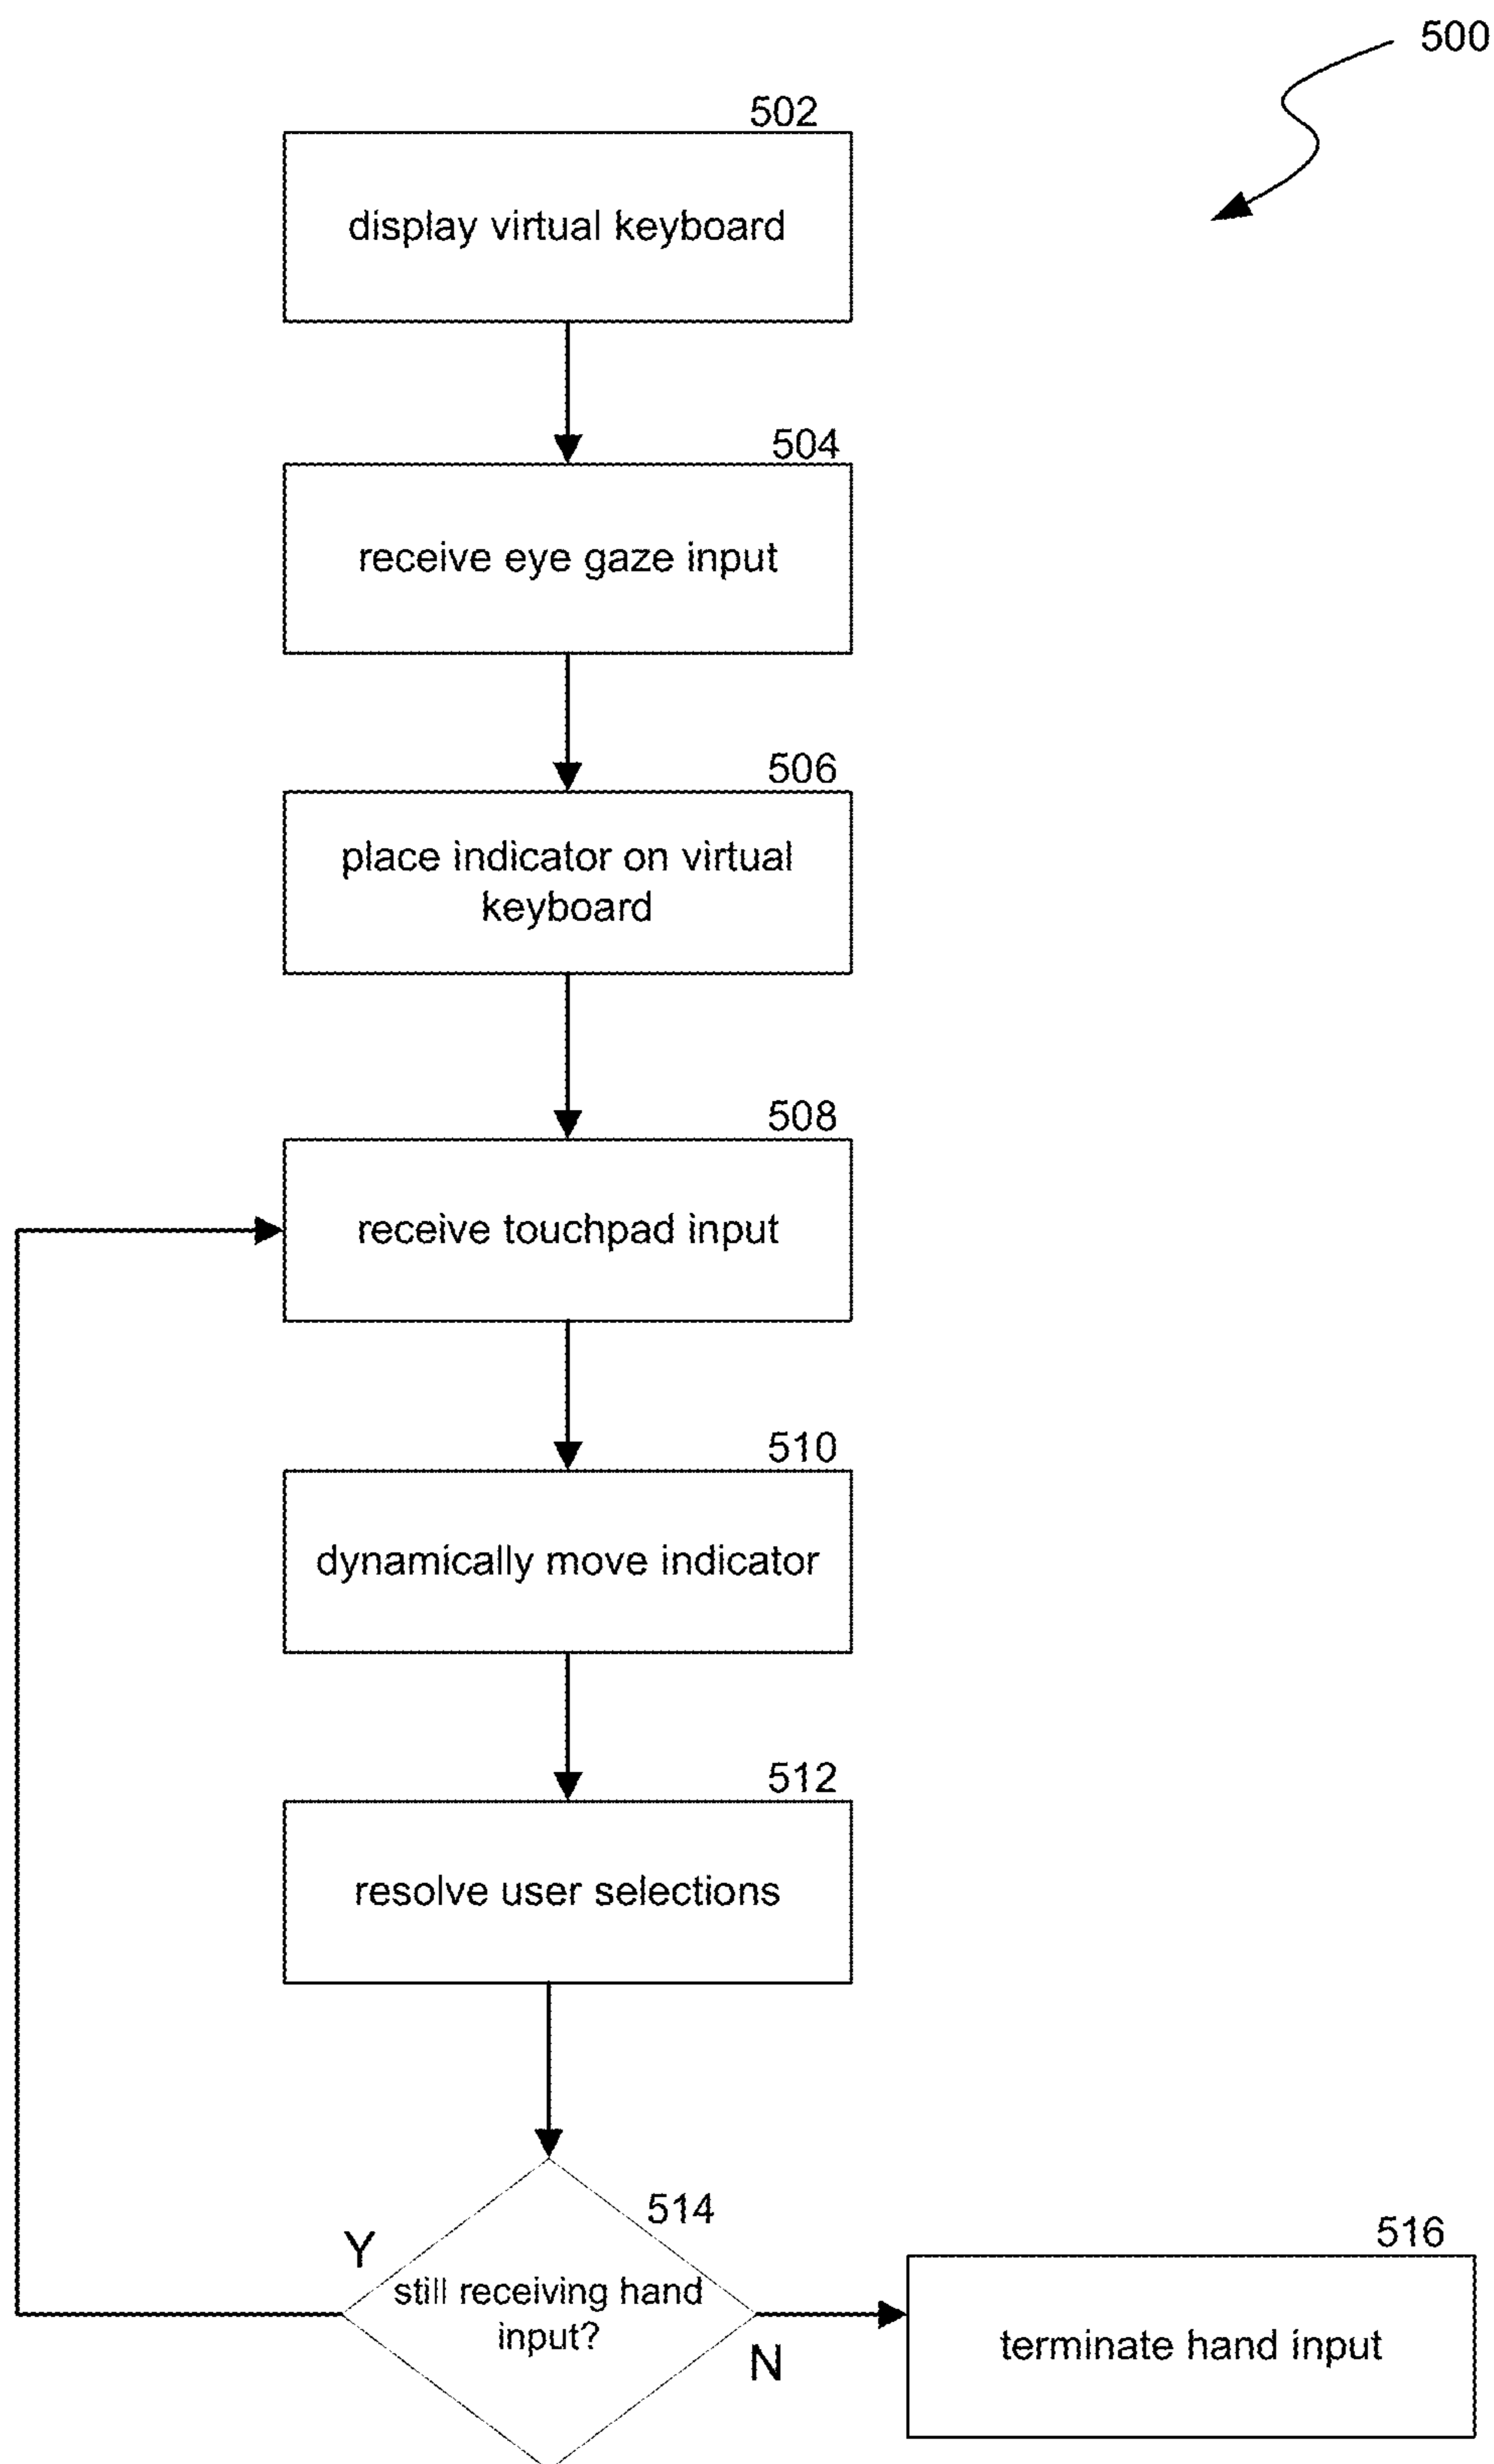 500
502
display virtual keyboard
504
receive eye gaze input
506
place indicator on virtual
keyboard
508
receive touchpad input
510
dynamically move indicator
512
resolve user selections
514
Y
still receiving hand
input?
N
516
terminate hand input